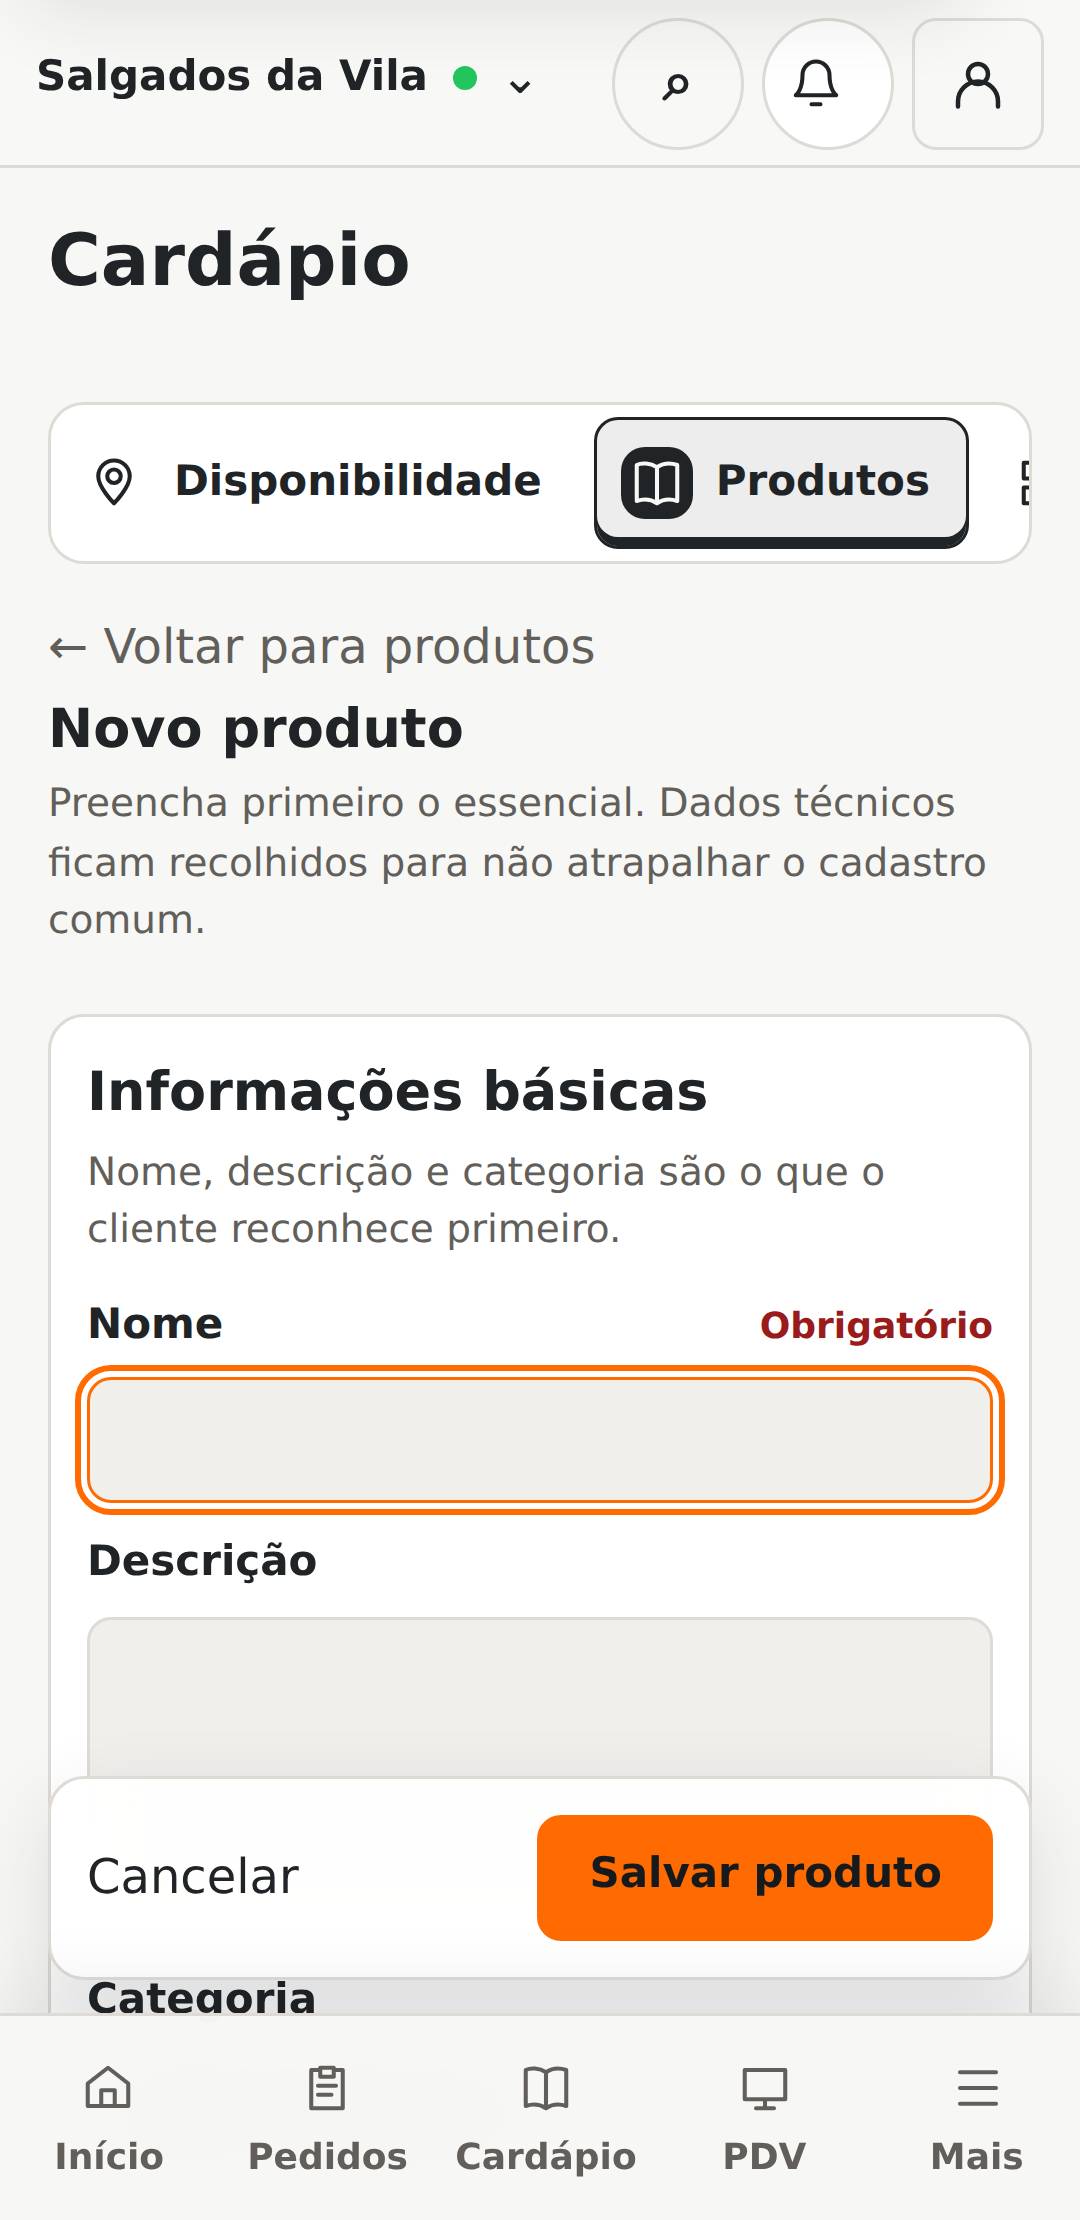 Salgados da Vila
Cardápio
Disponibilidade
Produtos
← Voltar para produtos
Novo produto
Preencha primeiro o essencial. Dados técnicos
ficam recolhidos para não atrapalhar o cadastro
comum.
Informações básicas
Nome, descrição e categoria são o que o
cliente reconhece primeiro.
Nome
Obrigatório
Descrição
Cancelar
Salvar produto
Categoria
Início
Pedidos
Cardápio
PDV
Mais